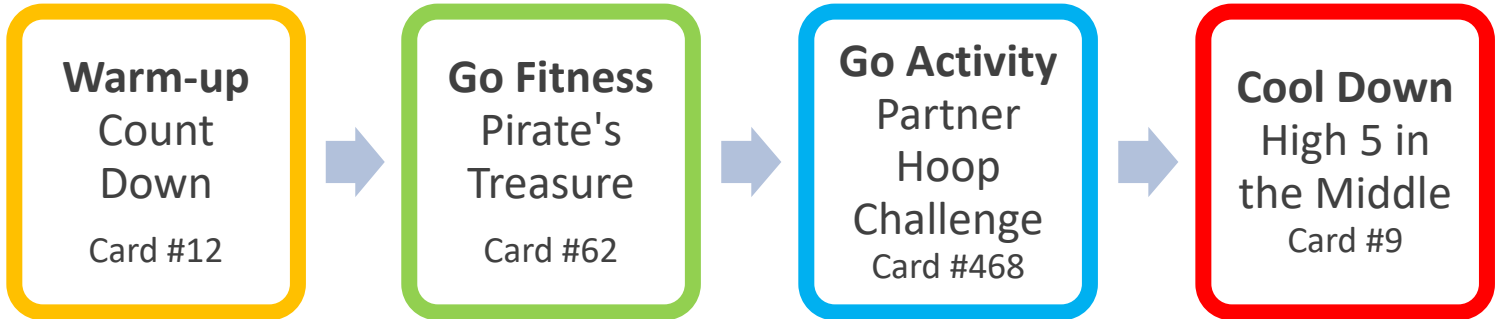 Warm-up
Count
Down
Card #12
Go Fitness
Pirate's
Treasure
Card #62
Go Activity
Partner
Hoop
Challenge
Card #468
Cool Down
High 5 in
the Middle
Card #9